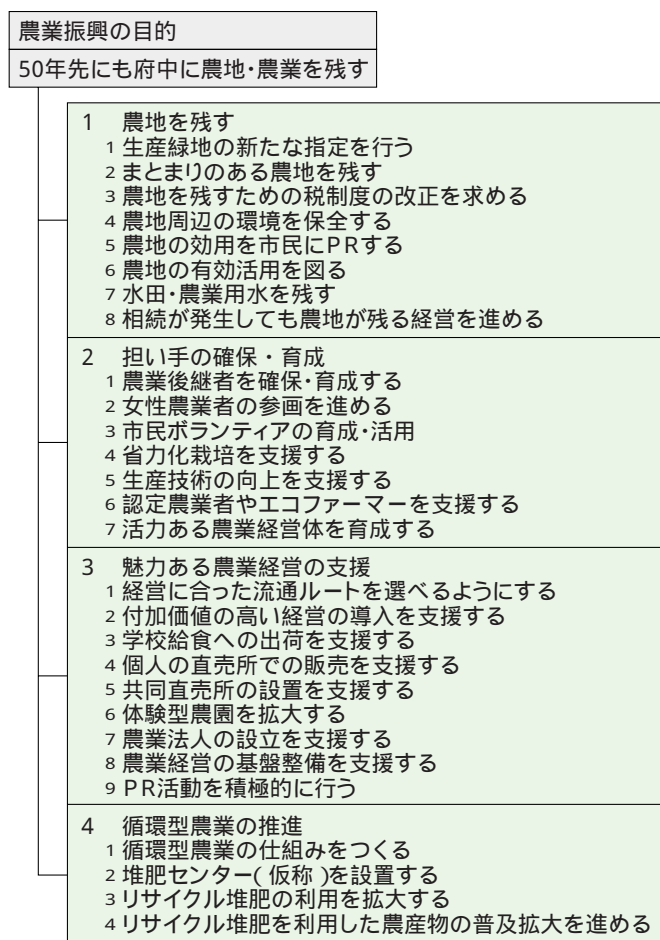 農業振興の目的
50年先にも府中に農地・農業を残す
1 農地を残す
1 生産緑地の新たな指定を行う
2 まとまりのある農地を残す
3 農地を残すための税制度の改正を求める
4 農地周辺の環境を保全する
5 農地の効用を市民にPRする
6 農地の有効活用を図る
7 水田・農業用水を残す
8 相続が発生しても農地が残る経営を進める
2 担い手の確保・育成
1 農業後継者を確保・育成する
2 女性農業者の参画を進める
3 市民ボランティアの育成・活用
4 省力化栽培を支援する
5 生産技術の向上を支援する
6 認定農業者やエコファーマーを支援する
7 活力ある農業経営体を育成する
3 魅力ある農業経営の支援
1 経営に合った流通ルートを選べるようにする
2 付加価値の高い経営の導入を支援する
3 学校給食への出荷を支援する
4 個人の直売所での販売を支援する
5 共同直売所の設置を支援する
6 体験型農園を拡大する
7 農業法人の設立を支援する
8 農業経営の基盤整備を支援する
9 PR活動を積極的に行う
4 循環型農業の推進
1 循環型農業の仕組みをつくる
2 堆肥センター(仮称)を設置する
3 リサイクル堆肥の利用を拡大する
4 リサイクル堆肥を利用した農産物の普及拡大を進める